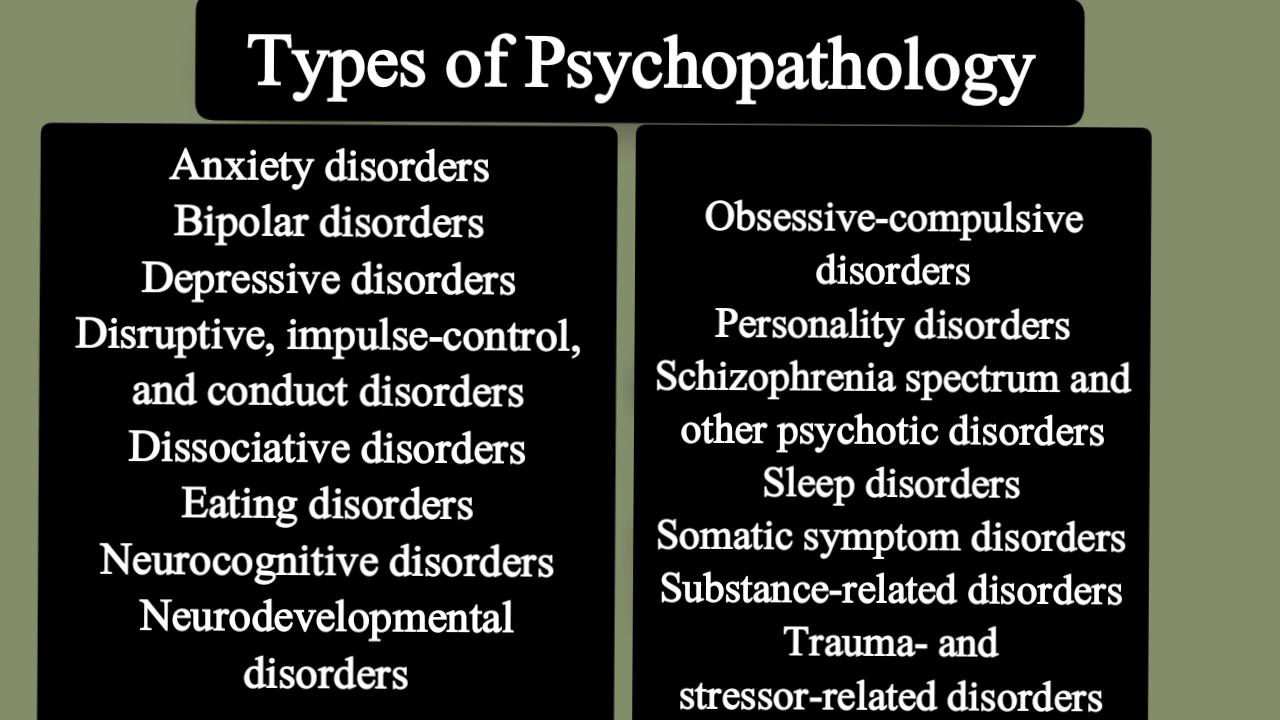 Types of Psychopathology
Anxiety disorders
Bipolar disorders
Depressive disorders
Disruptive, impulse-control,
and conduct disorders
Dissociative disorders
Eating disorders
Neurocognitive disorders
Neurodevelopmental
disorders
Obsessive-compulsive
disorders
Personality disorders
Schizophrenia spectrum and
other psychotic disorders
Sleep disorders
Somatic symptom disorders
Substance-related disorders
Trauma- and
stressor-related disorders